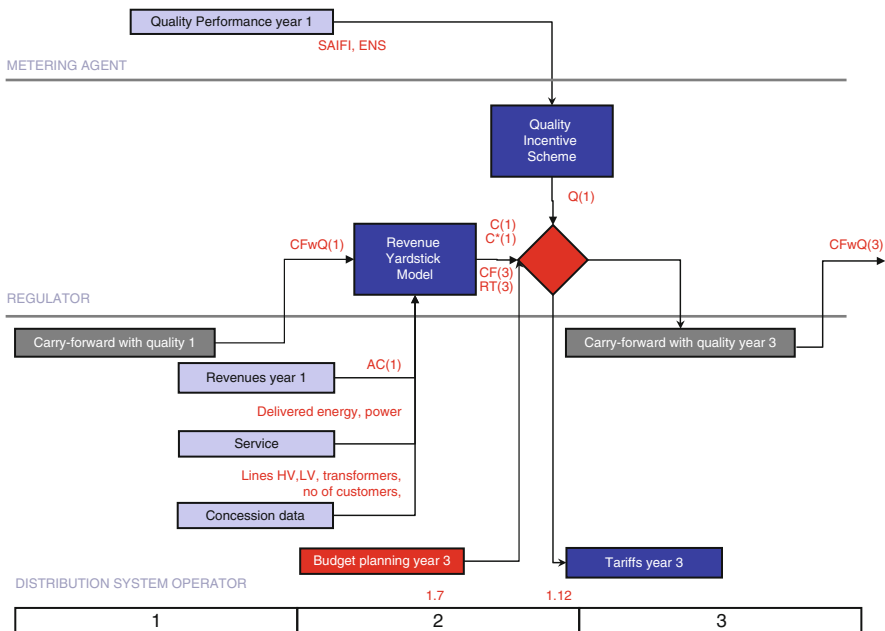 Quality Performance year 1
SAIFI, ENS
METERING AGENT
Quality
Incentive
Scheme
Q(1)
C(1)
C*(1)
CFwQ(1)
Revenue
Yardstick
Model
CF(3)
RT(3)
CFwQ(3)
REGULATOR
Carry-forward with quality 1
Carry-forward with quality year 3
Revenues year 1
AC(1)
Delivered energy, power
Service
Lines HV,LV, transformers,
no of customers,
Concession data
Budget planning year 3
Tariffs year 3
DISTRIBUTION SYSTEM OPERATOR
1.7
1.12
1
2
3